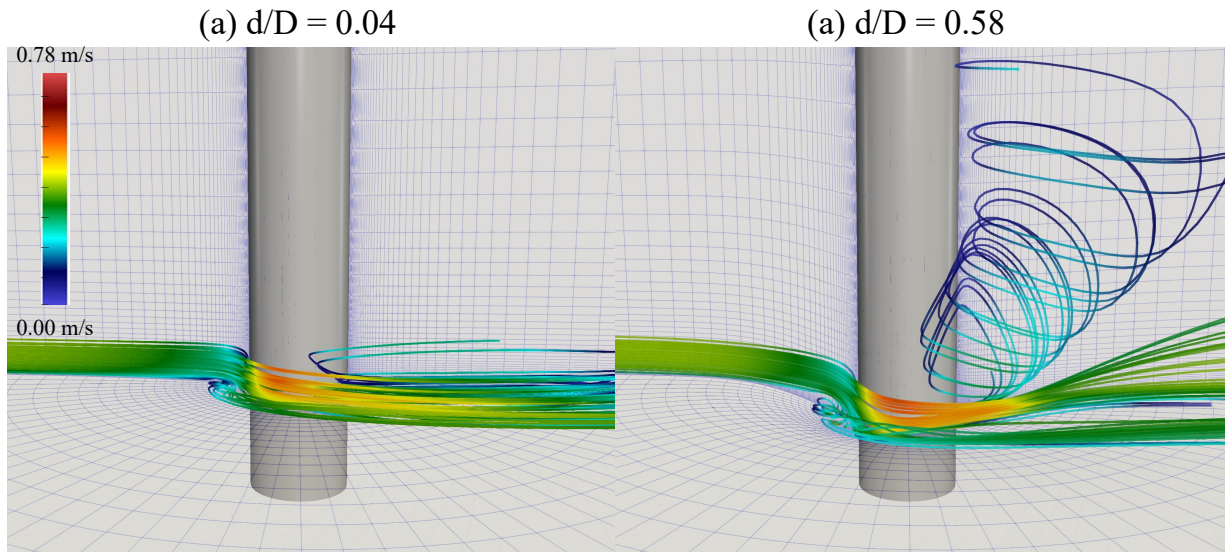 (a) d/D = 0.04
(a) d/D = 0.58
0.78 m/s
0.00 m/s